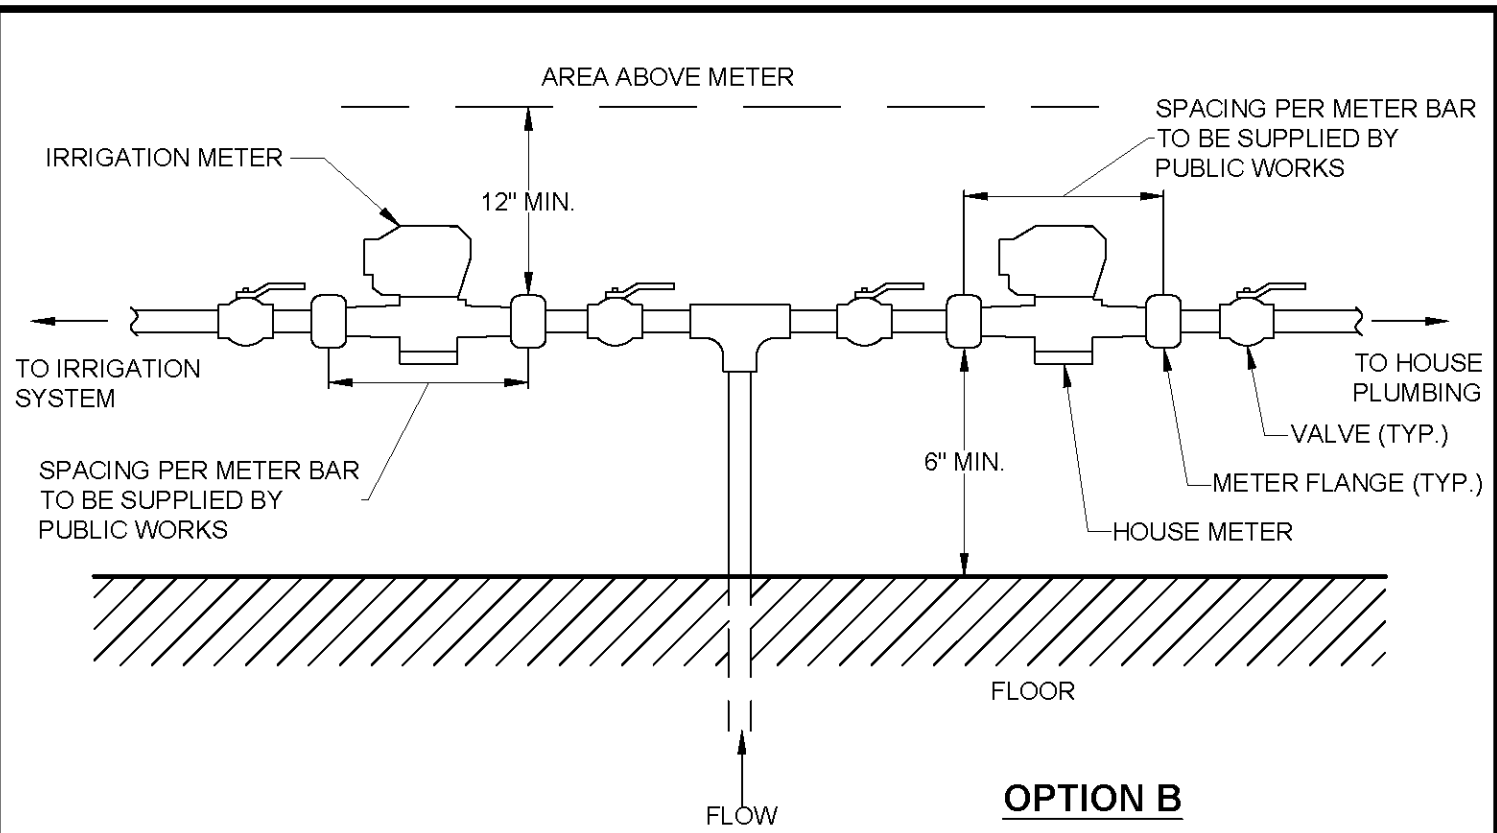 AREA ABOVE METER
SPACING PER METER BAR
TO BE SUPPLIED BY
PUBLIC WORKS
IRRIGATION METER
12" MIN.
TO IRRIGATION
SYSTEM
TO HOUSE
PLUMBING
VALVE (TYP.)
SPACING PER METER BAR
TO BE SUPPLIED BY
PUBLIC WORKS
6" MIN.
METER FLANGE (TYP.)
HOUSE METER
FLOOR
FLOW
OPTION B